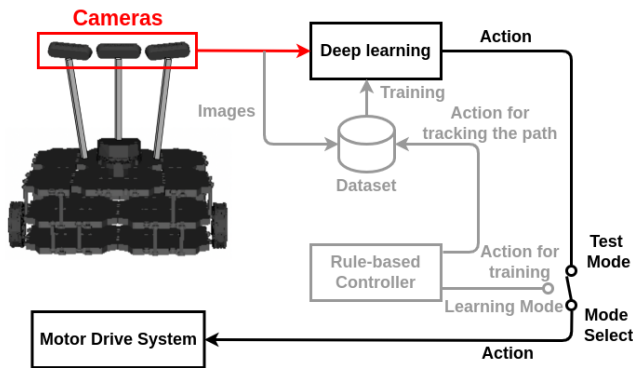 Cameras
Deep learning
Action
Training
Images
Action for
tracking the path
Dataset
Rule-based
Controller
Action for
training
Test
Mode
Learning Mode
Mode
Select
Motor Drive System
Action